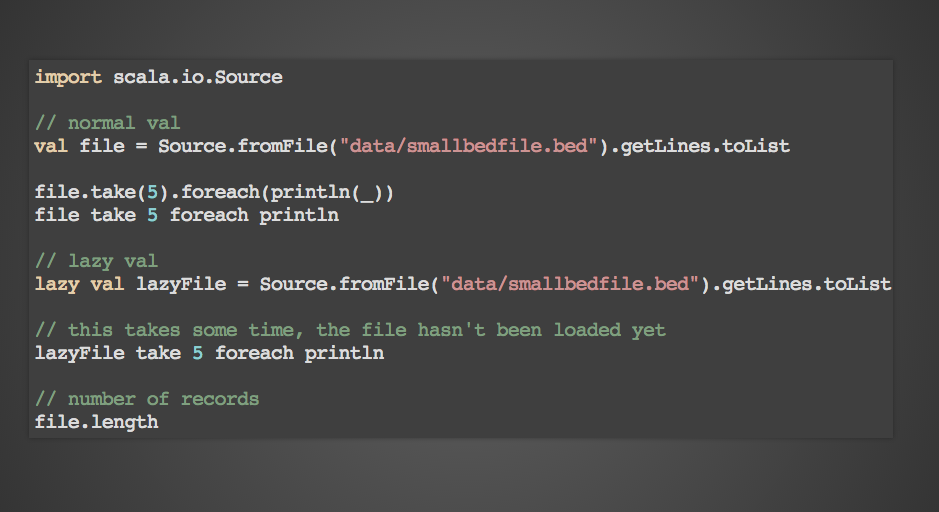 import scala.io.Source
// normal val
val file = Source.fromFile("data/smallbedfile.bed").getLines.toList
file.take(5).foreach(println(_))
file take 5 foreach println
// lazy val
lazy val lazyFile = Source.fromFile("data/smallbedfile.bed").getLines.toList
// this takes some time, the file hasn't been loaded yet
lazyFile take 5 foreach println
// number of records
file.length